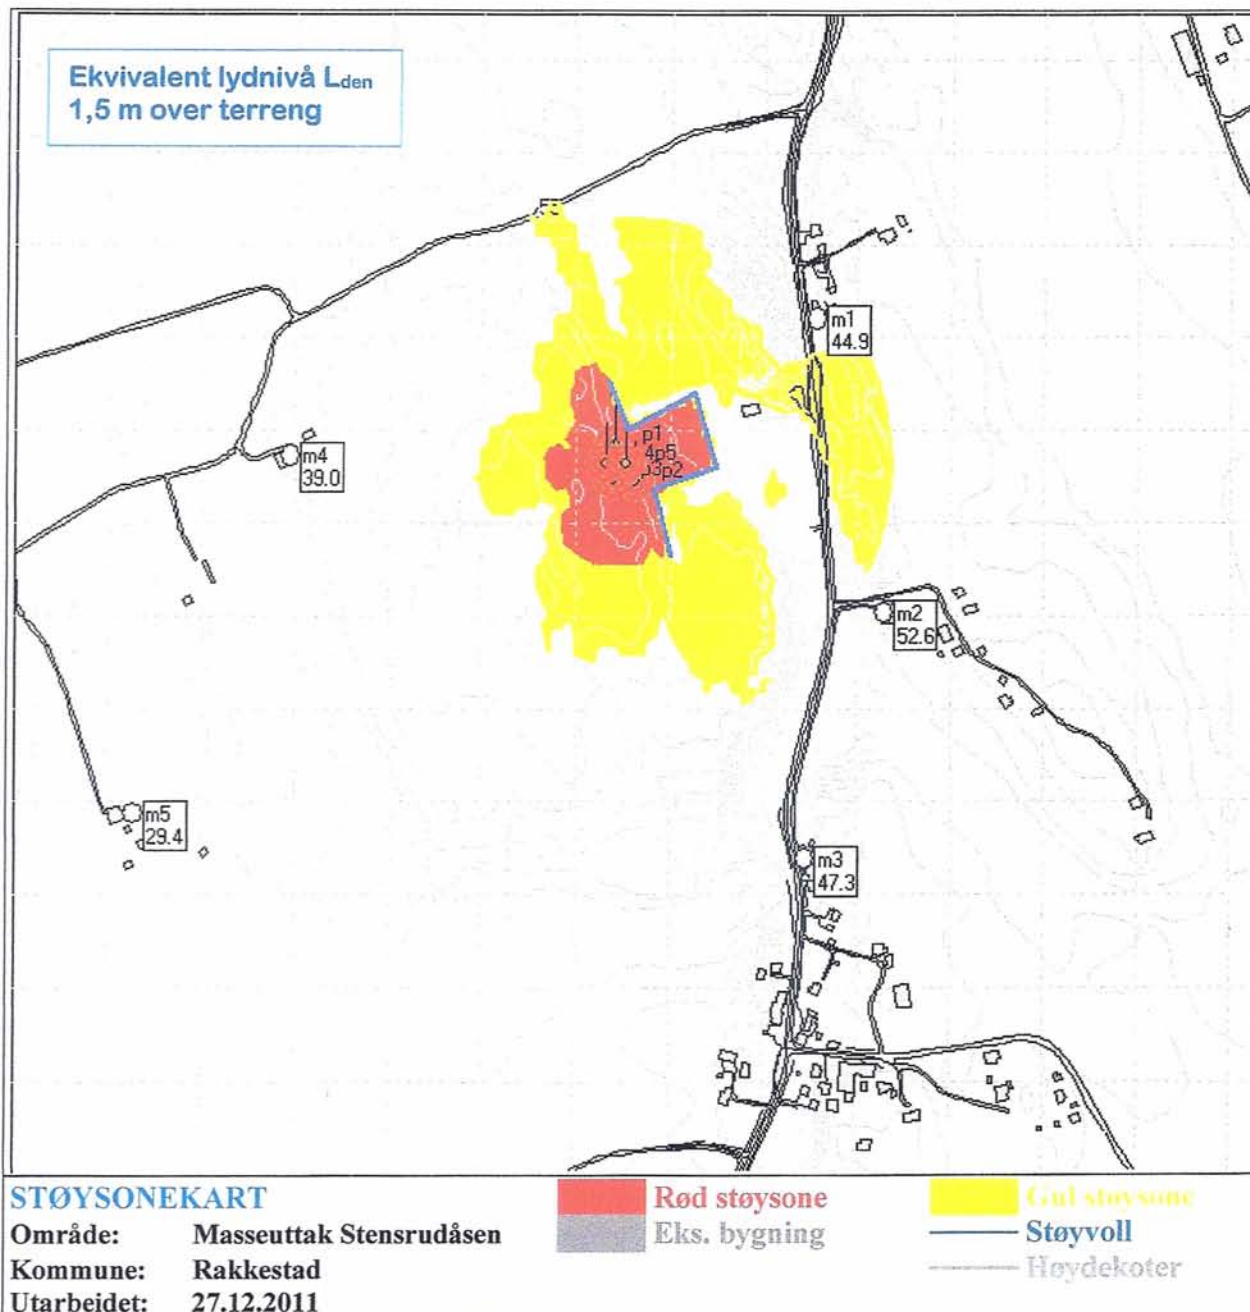 Ekvivalent lydnivå Lden
1,5 m over terreng
m1
44.9
p1
4p5
3p2
m4
39.0
m2
52.6
m5
29.4
m3
47.3
STØYSONEKART
Område: Masseuttak Stensrudåsen
Kommune: Rakkestad
Utarbeidet: 27.12.2011
Rød støysone
Eks. bygning
Gul støysone
Støyvoll
Høydekoter